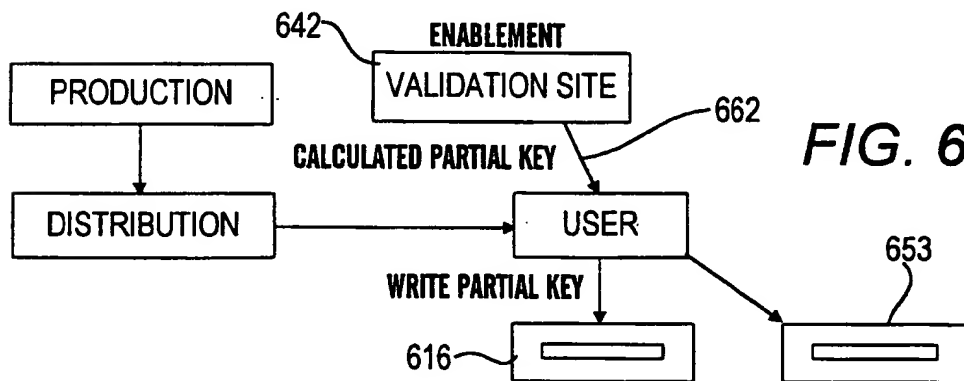 642
ENABLEMENT
PRODUCTION
VALIDATION SITE
662
CALCULATED PARTIAL KEY
FIG. 6
DISTRIBUTION
USER
653
WRITE PARTIAL KEY
616